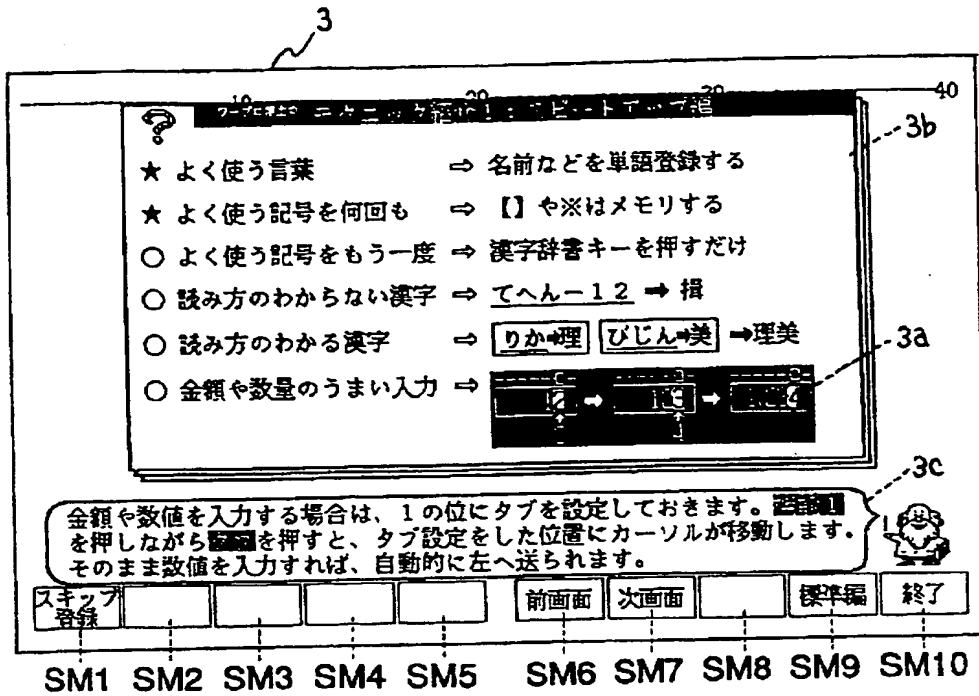 3
10 20 30 40
3b
★ よく使う言葉 ⇨ 名前などを単語登録する
★ よく使う記号を何回も ⇨ 【】や※はメモリする
○ よく使う記号をもう一度 ⇨ 漢字辞書キーを押すだけ
○ 読み方のわからない漢字 ⇨ てへんー12 ➡ 揖
○ 読み方のわかる漢字 ⇨ りか➡理 びじん➡美 ➡理美
3a
○ 金額や数量のうまい入力 ⇨
3c
金額や数値を入力する場合は、1の位にタブを設定しておきます。
を押しながら を押すと、タブ設定をした位置にカーソルが移動します。
そのまま数値を入力すれば、自動的に左へ送られます。
スキップ登録 前画面 次画面 標準編 終了
SM1 SM2 SM3 SM4 SM5 SM6 SM7 SM8 SM9 SM10